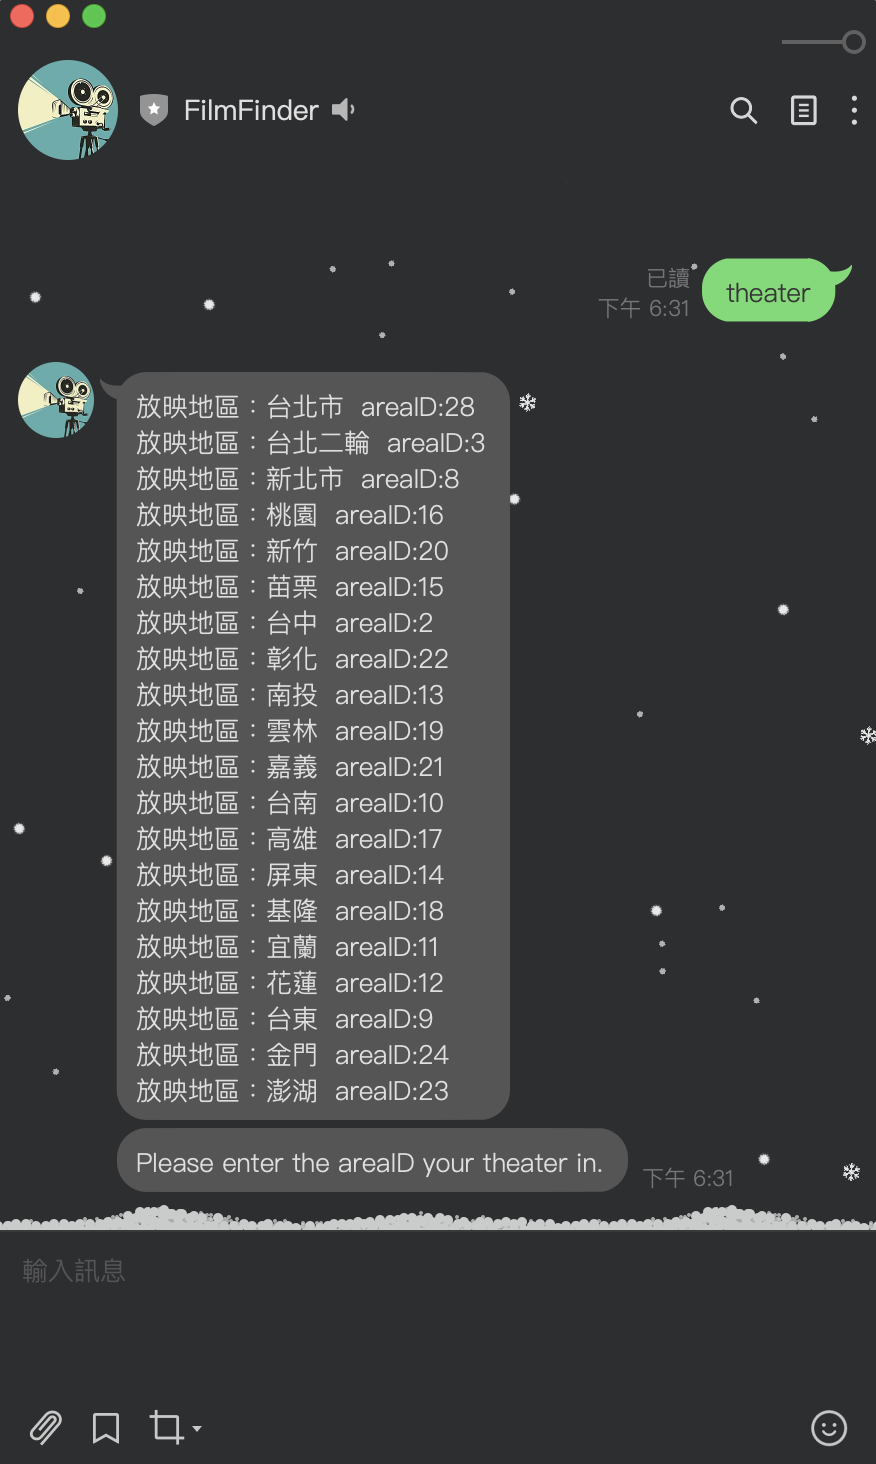 FilmFinder
已讀
下午 6:31
theater
放映地區：台北市 areaID:28
放映地區：台北二輪 areaID:3
放映地區：新北市 areaID:8
放映地區：桃園 areaID:16
放映地區：新竹 areaID:20
放映地區：苗栗 areaID:15
放映地區：台中 areaID:2
放映地區：彰化 areaID:22
放映地區：南投 areaID:13
放映地區：雲林 areaID:19
放映地區：嘉義 areaID:21
放映地區：台南 areaID:10
放映地區：高雄 areaID:17
放映地區：屏東 areaID:14
放映地區：基隆 areaID:18
放映地區：宜蘭 areaID:11
放映地區：花蓮 areaID:12
放映地區：台東 areaID:9
放映地區：金門 areaID:24
放映地區：澎湖 areaID:23
Please enter the areaID your theater in.
下午 6:31
輸入訊息